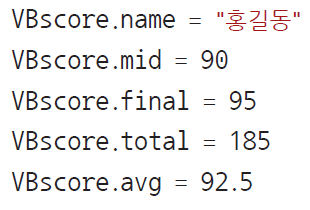 VBscore.name = "홍길동"
VBscore.mid = 90
VBscore.final = 95
VBscore.total = 185
VBscore.avg = 92.5